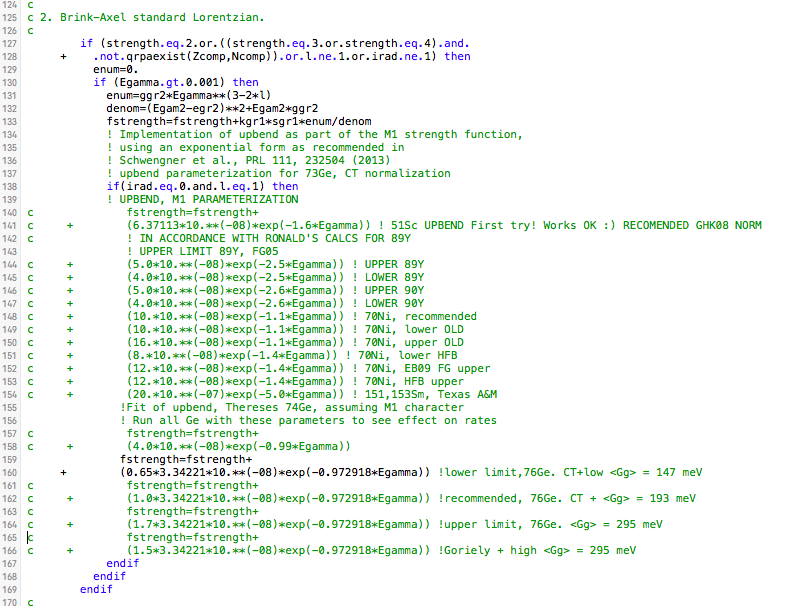 124 c
125 c 2. Brink-Axel standard Lorentzian.
126 c
127 if (strength.eq.2.or.((strength.eq.3.or.strength.eq.4).and.
128 + .not.qrpaexist(Zcomp,Ncomp)).or.l.ne.1.or.irad.ne.1) then
129 enum=0.
130 if (Egamma.gt.0.001) then
131 enum=ggr2*Egamma**(3-2*l)
132 denom=(Egam2-egr2)**2+Egam2*ggr2
133 fstrength=fstrength+kgr1*sgr1*enum/denom
134 ! Implementation of upbend as part of the M1 strength function,
135 ! using an exponential form as recommended in
136 ! Schwengner et al., PRL 111, 232504 (2013)
137 ! upbend parameterization for 73Ge, CT normalization
138 if(irad.eq.0.and.l.eq.1) then
139 ! UPBEND, M1 PARAMETERIZATION
140 c fstrength=fstrength+
141 c + (6.37113*10.**(-08)*exp(-1.6*Egamma)) ! 51Sc UPBEND First try! Works OK :) RECOMENDED GHK08 NORM
142 c ! IN ACCORDANCE WITH RONALD'S CALCS FOR 89Y
143 ! UPPER LIMIT 89Y, FG05
144 c + (5.0*10.**(-08)*exp(-2.5*Egamma)) ! UPPER 89Y
145 c + (4.0*10.**(-08)*exp(-2.5*Egamma)) ! LOWER 89Y
146 c + (5.0*10.**(-08)*exp(-2.6*Egamma)) ! UPPER 90Y
147 c + (4.0*10.**(-08)*exp(-2.6*Egamma)) ! LOWER 90Y
148 c + (10.*10.**(-08)*exp(-1.1*Egamma)) ! 70Ni, recommended
149 c + (10.*10.**(-08)*exp(-1.1*Egamma)) ! 70Ni, lower OLD
150 c + (16.*10.**(-08)*exp(-1.1*Egamma)) ! 70Ni, upper OLD
151 c + (8.*10.**(-08)*exp(-1.4*Egamma)) ! 70Ni, lower HFB
152 c + (12.*10.**(-08)*exp(-1.4*Egamma)) ! 70Ni, EB09 FG upper
153 c + (12.*10.**(-08)*exp(-1.4*Egamma)) ! 70Ni, HFB upper
154 c + (20.*10.**(-07)*exp(-5.0*Egamma)) ! 151,153Sm, Texas A&M
155 !Fit of upbend, Thereses 74Ge, assuming M1 character
156 ! Run all Ge with these parameters to see effect on rates
157 c fstrength=fstrength+
158 c + (4.0*10.**(-08)*exp(-0.99*Egamma))
159 fstrength=fstrength+
160 + (0.65*3.34221*10.**(-08)*exp(-0.972918*Egamma)) !lower limit,76Ge. CT+low <Gg> = 147 meV
161 c fstrength=fstrength+
162 c + (1.0*3.34221*10.**(-08)*exp(-0.972918*Egamma)) !recommended, 76Ge. CT + <Gg> = 193 meV
163 c fstrength=fstrength+
164 c + (1.7*3.34221*10.**(-08)*exp(-0.972918*Egamma)) !upper limit, 76Ge. <Gg> = 295 meV
165 c fstrength=fstrength+
166 c + (1.5*3.34221*10.**(-08)*exp(-0.972918*Egamma)) !Goriely + high <Gg> = 295 meV
167 endif
168 endif
169 endif
170 c